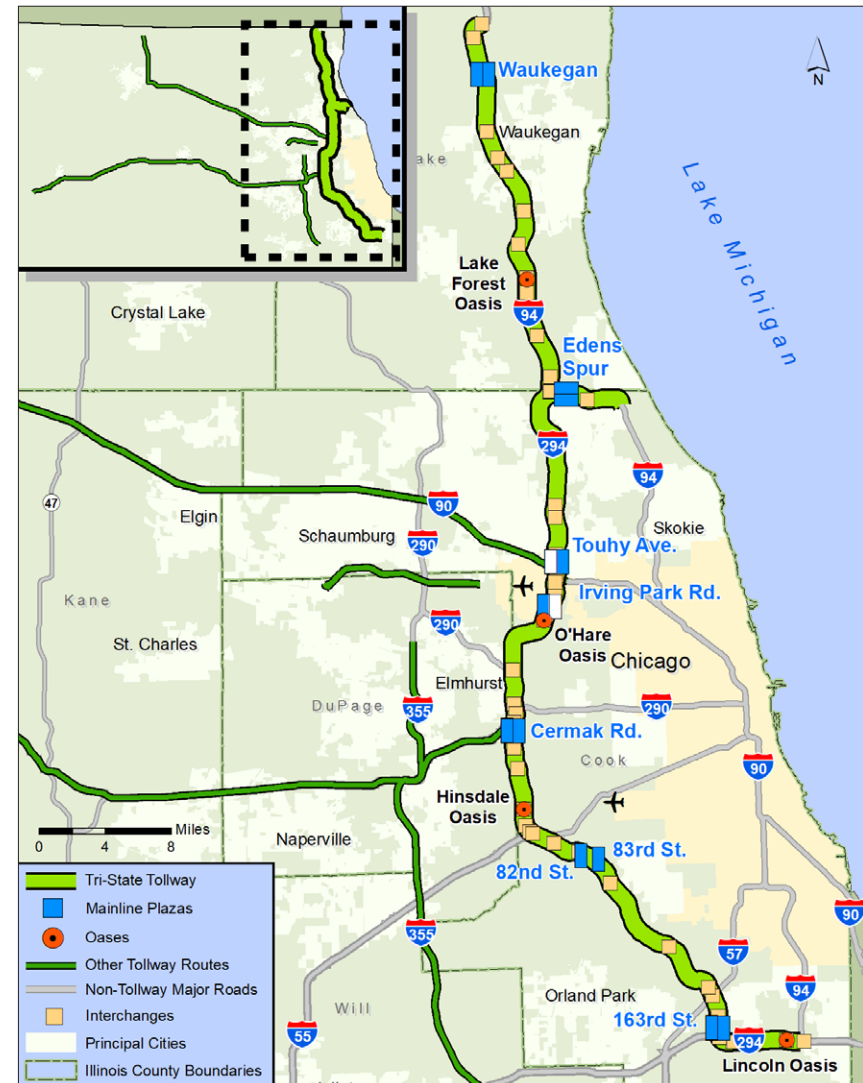 Waukegan
N
Waukegan
ake
Lake Michigan
Lake
Forest
Oasis
94
Crystal Lake
Edens
Spur
294
94
47
90
Elgin
Skokie
Schaumburg
290
Touhy Ave.
Kane
Irving Park Rd.
290
O'Hare
Oasis
St. Charles
Chicago
Elmhurst
DuPage
355
290
Cermak Rd.
Cook
90
Hinsdale
Oasis
Miles
0 4 8
Naperville
83rd St.
82nd St.
Tri-State Tollway
Mainline Plazas
Oases
Other Tollway Routes
Non-Tollway Major Roads
Interchanges
Principal Cities
Illinois County Boundaries
90
355
57
94
Orland Park
Will
163rd St.
55
294
Lincoln Oasis